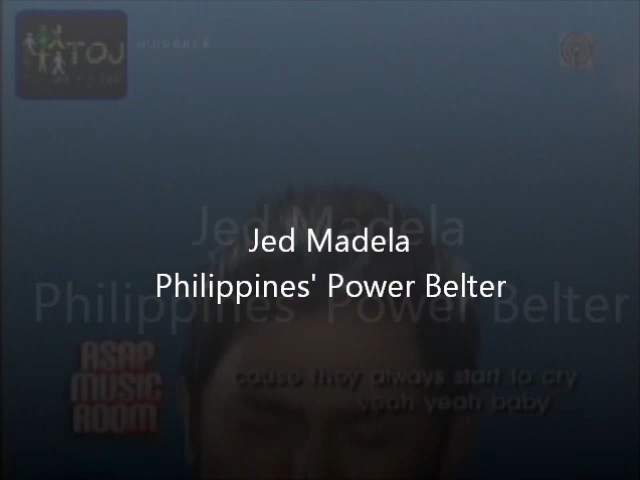 TOJ
GUIDANCE
Jed Madela
Philippines' Power Belter
Jed Madela
Philippines' Power Belter
ASAP
MUSIC
ROOM
cause they always start to cry
yeah yeah baby